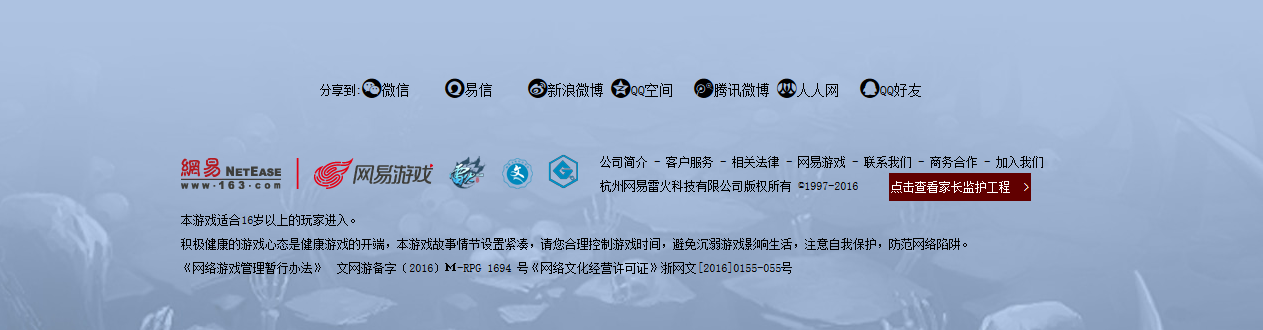 分享到: 微信 易信 新浪微博 QQ空间 腾讯微博 人人网 QQ好友
網易 NETEASE
www.163.com
网易游戏
公司简介 - 客户服务 - 相关法律 - 网易游戏 - 联系我们 - 商务合作 - 加入我们
杭州网易雷火科技有限公司版权所有 ©1997-2016
点击查看家长监护工程 >
本游戏适合16岁以上的玩家进入。
积极健康的游戏心态是健康游戏的开端，本游戏故事情节设置紧凑，请您合理控制游戏时间，避免沉溺游戏影响生活，注意自我保护，防范网络陷阱。
《网络游戏管理暂行办法》 文网游备字（2016）M-RPG 1694 号《网络文化经营许可证》浙网文[2016]0155-055号